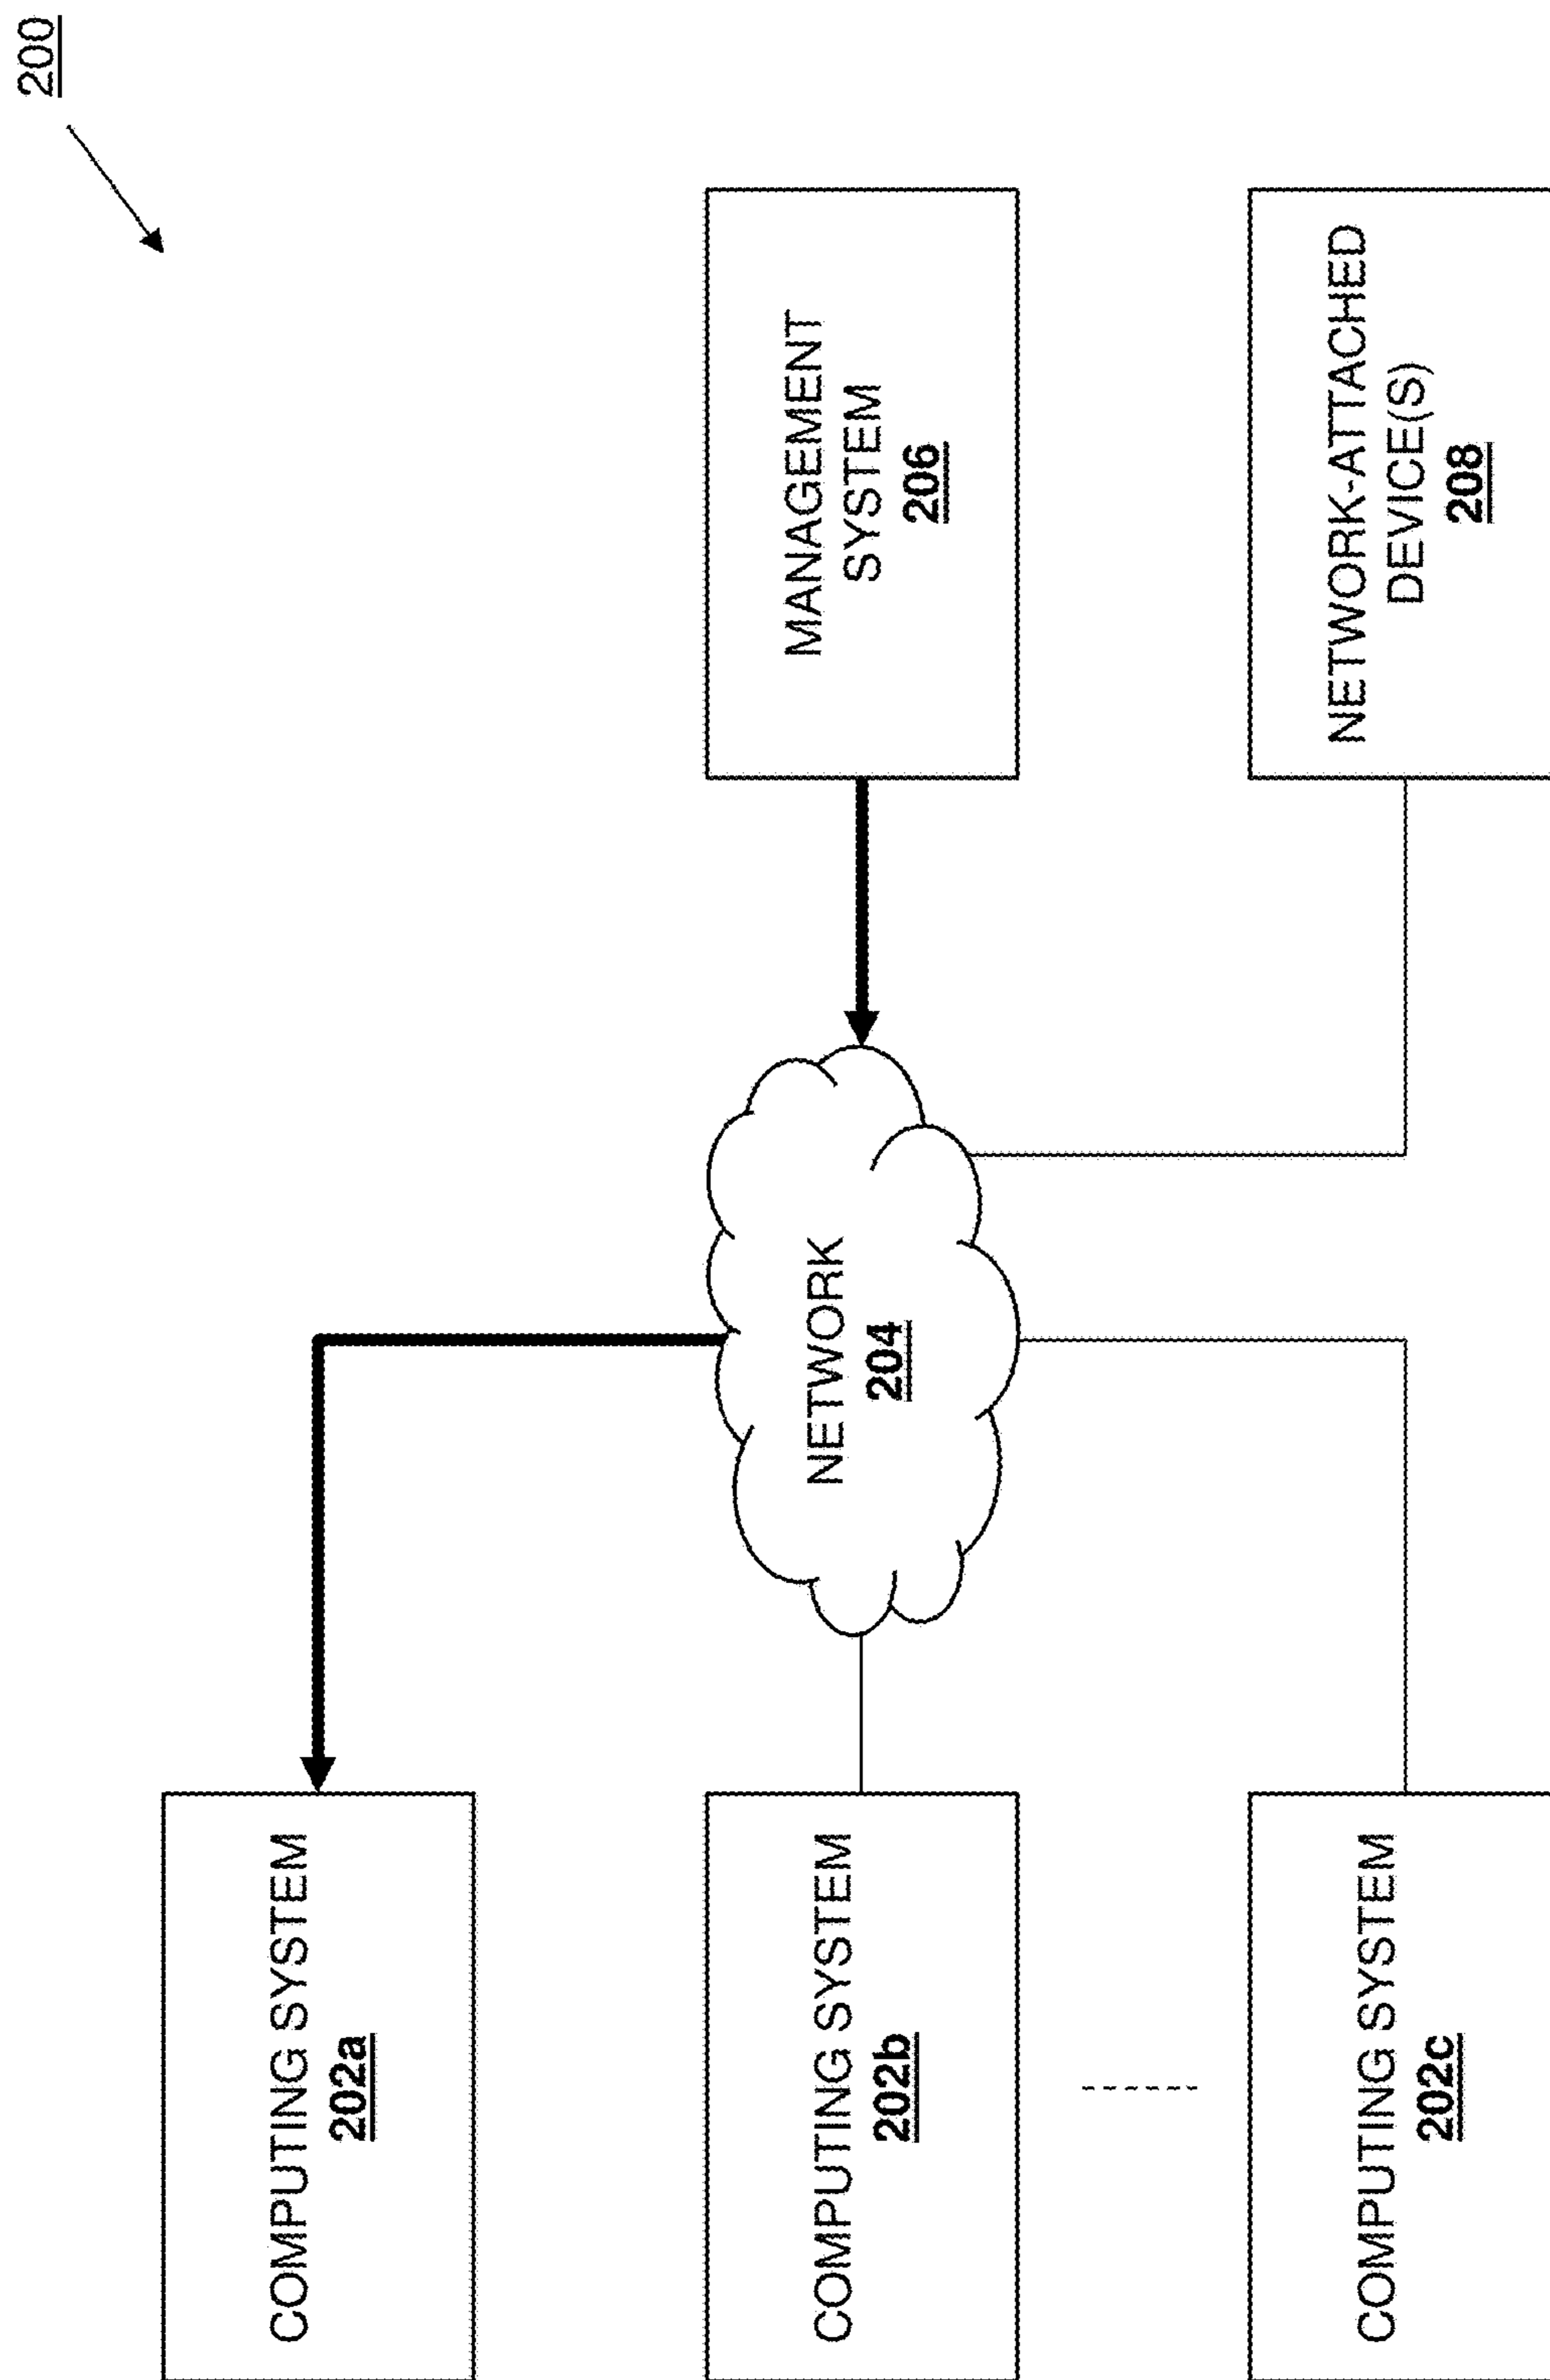 200
COMPUTING SYSTEM
202a
COMPUTING SYSTEM
202b
NETWORK
204
MANAGEMENT
SYSTEM
206
COMPUTING SYSTEM
202c
NETWORK-ATTACHED
DEVICE(S)
208